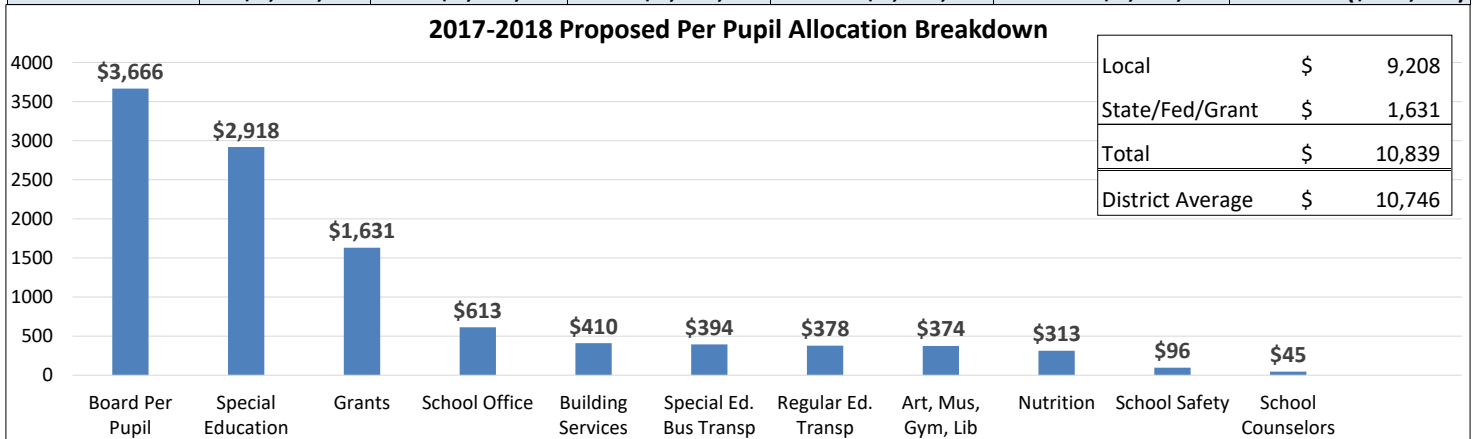 2017-2018 Proposed Per Pupil Allocation Breakdown
Local $ 9,208
State/Fed/Grant $ 1,631
Total $ 10,839
District Average $ 10,746
4000
3500
3000
2500
2000
1500
1000
500
0
$3,666
$2,918
$1,631
$613
$410
$394
$378
$374
$313
$96
$45
Board Per
Pupil
Special
Education
Grants
School Office
Building
Services
Special Ed.
Bus Transp
Regular Ed.
Transp
Art, Mus,
Gym, Lib
Nutrition
School Safety
School
Counselors